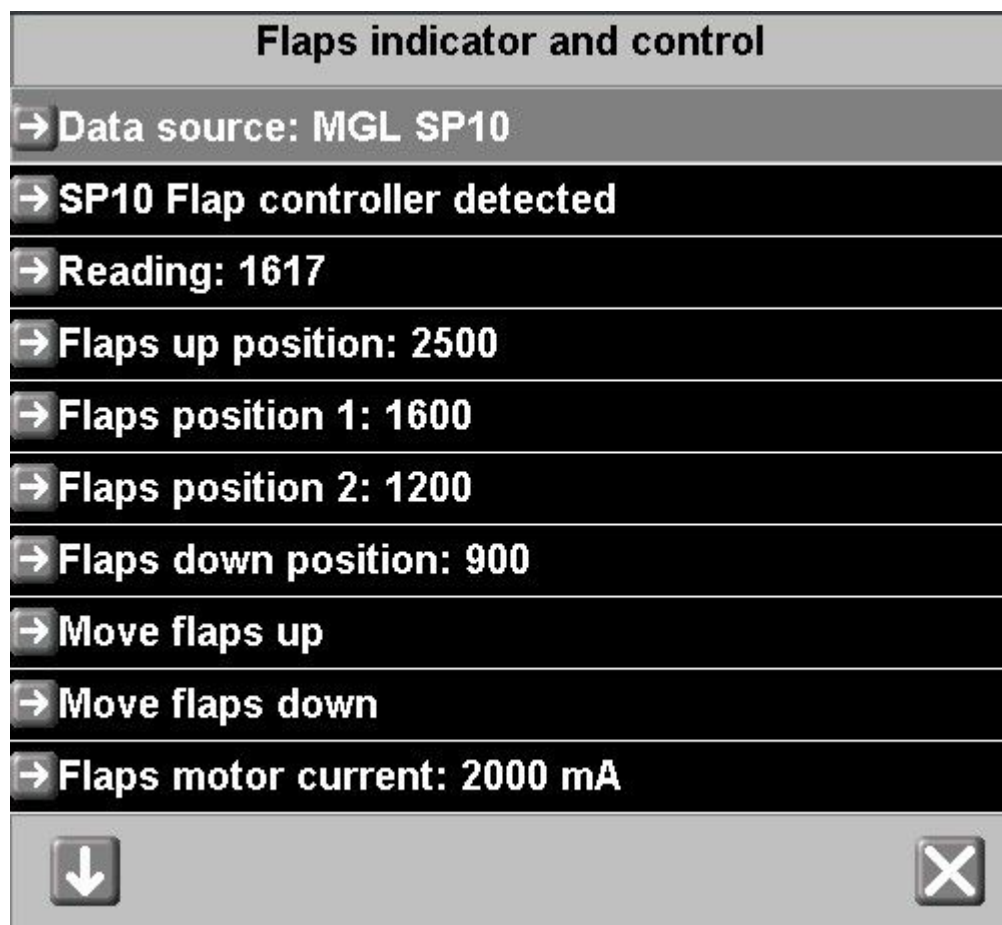 Flaps indicator and control
Data source: MGL SP10
SP10 Flap controller detected
Reading: 1617
Flaps up position: 2500
Flaps position 1: 1600
Flaps position 2: 1200
Flaps down position: 900
Move flaps up
Move flaps down
Flaps motor current: 2000 mA